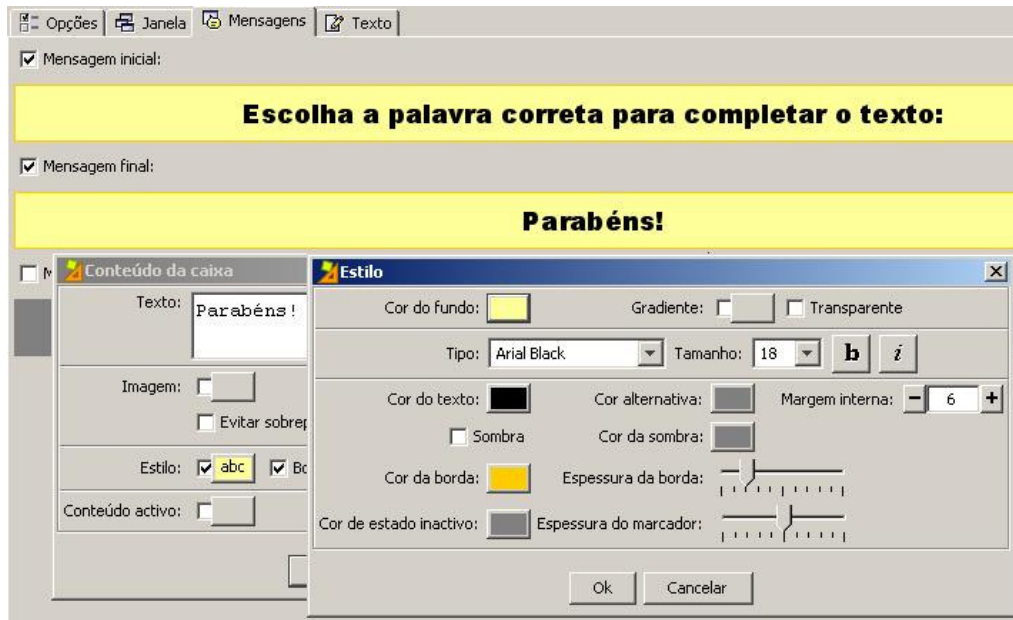 Opções Janela Mensagens Texto
Mensagem inicial:
Escolha a palavra correta para completar o texto:
Mensagem final:
Parabéns!
Conteúdo da caixa
Texto: Parabéns!
Imagem:
Evitar sobrep
Estilo: abc Bo
Conteúdo activo:
Estilo
Cor do fundo: Gradiente: Transparente
Tipo: Arial Black Tamanho: 18 b i
Cor do texto: Cor alternativa: Margem interna: 6
Sombra Cor da sombra:
Cor da borda: Espessura da borda:
Cor de estado inactivo: Espessura do marcador:
Ok Cancelar